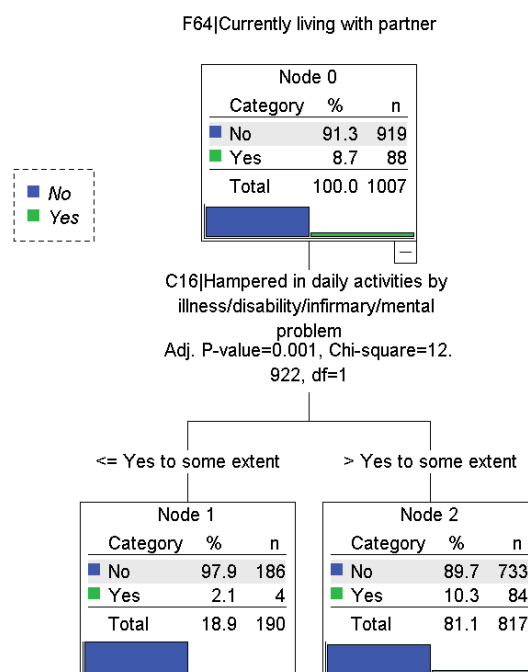 F64|Currently living with partner
Node 0
Category % n
No 91.3 919
Yes 8.7 88
Total 100.0 1007
No
Yes
C16|Hampered in daily activities by
illness/disability/infirmary/mental
problem
Adj. P-value=0.001, Chi-square=12.
922, df=1
<= Yes to some extent
> Yes to some extent
Node 1
Category % n
No 97.9 186
Yes 2.1 4
Total 18.9 190
Node 2
Category % n
No 89.7 733
Yes 10.3 84
Total 81.1 817